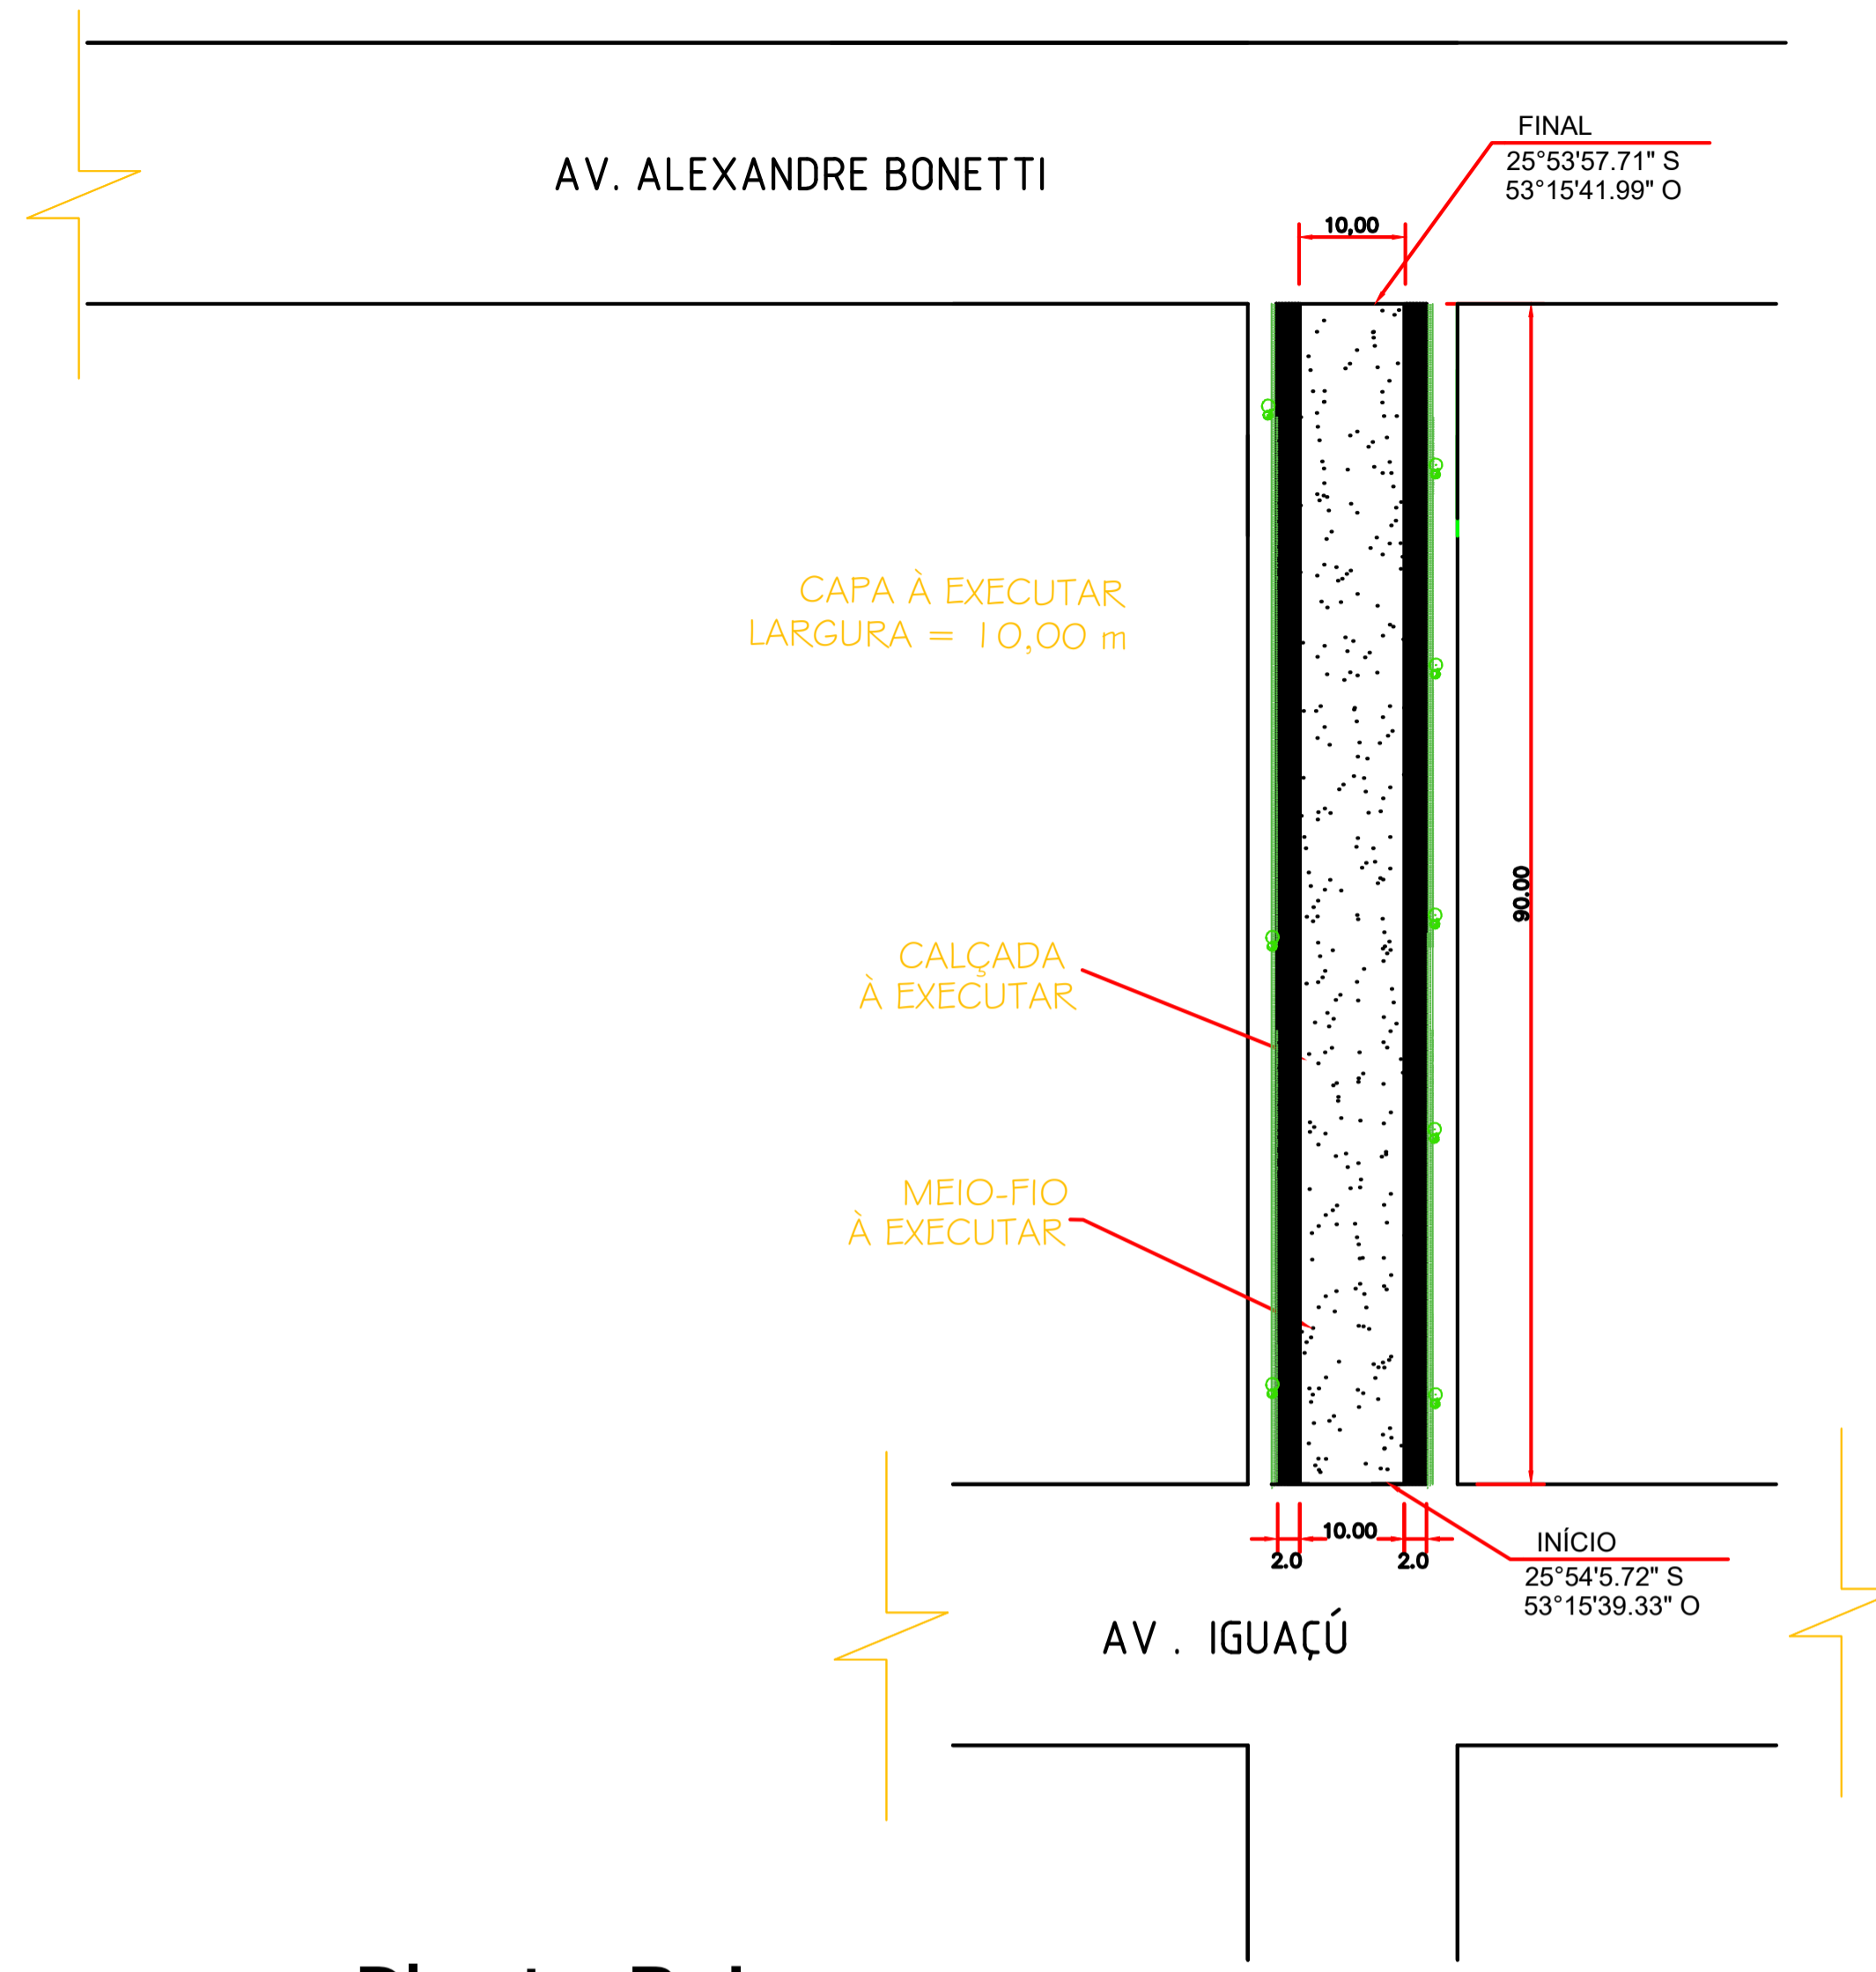 FINAL
25°53'57.71" S
53°15'41.99" O
AV. ALEXANDRE BONETTI
10,00
CAPA À EXECUTAR
LARGURA = 10,00 m
90.00
CALÇADA
À EXECUTAR
MEIO-FIO
À EXECUTAR
10.00
2.0
2.0
INÍCIO
25°54'5.72" S
53°15'39.33" O
AV. IGUAÇÚ